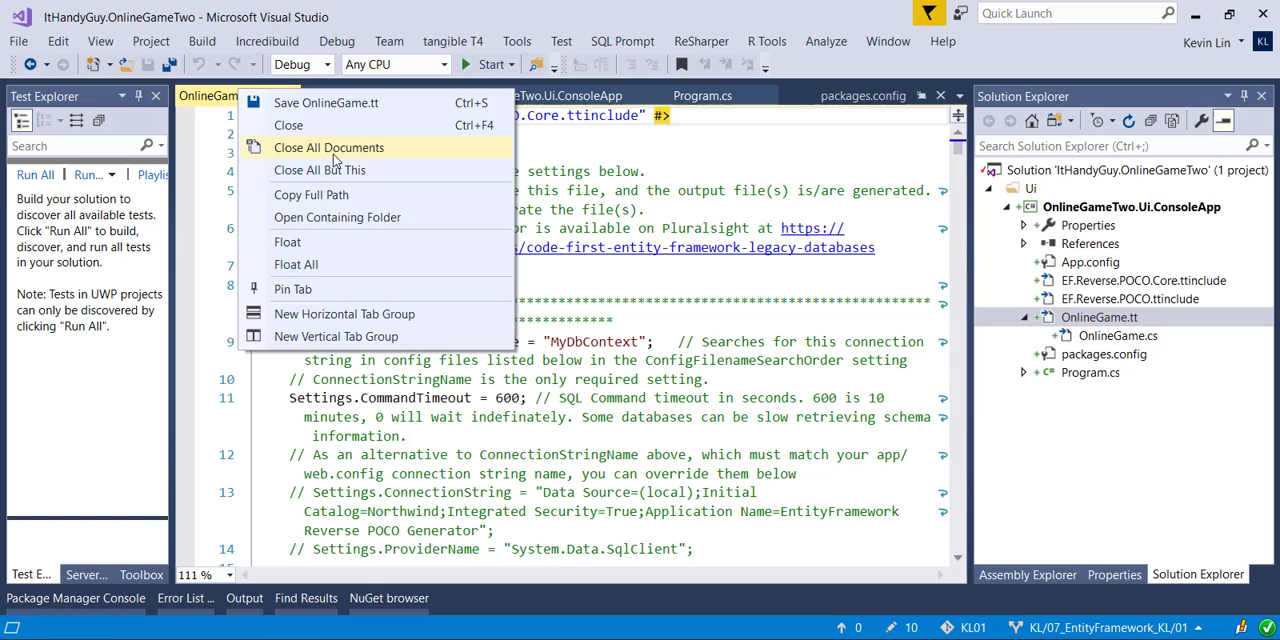 ItHandyGuy.OnlineGameTwo - Microsoft Visual Studio
Quick Launch (Ctrl+Q)
File Edit View Project Build Incredibuild Debug Team tangible T4 Tools Test SQL Prompt ReSharper R Tools Analyze Window Help
Kevin Lin KL
Debug Any CPU Start
Test Explorer
Search
Run All Run... Playlis
Build your solution to
discover all available tests.
Click "Run All" to build,
discover, and run all tests
in your solution.
Note: Tests in UWP projects
can only be discovered by
clicking "Run All".
Test E... Server... Toolbox
OnlineGam
Two.Ui.ConsoleApp Program.cs packages.config
Save OnlineGame.tt Ctrl+S
Close Ctrl+F4
Close All Documents
Close All But This
Copy Full Path
Open Containing Folder
Float
Float All
Pin Tab
New Horizontal Tab Group
New Vertical Tab Group
1 .Core.ttinclude" #>
2
3
4 e settings below.
5 e this file, and the output file(s) is/are generated.
rate the file(s).
6 or is available on Pluralsight at https://
s/code-first-entity-framework-legacy-databases
7
8
****************************************
*************
9 = "MyDbContext"; // Searches for this connection
string in config files listed below in the ConfigFilenameSearchOrder setting
10 // ConnectionStringName is the only required setting.
11 Settings.CommandTimeout = 600; // SQL Command timeout in seconds. 600 is 10
minutes, 0 will wait indefinately. Some databases can be slow retrieving schema
information.
12 // As an alternative to ConnectionStringName above, which must match your app/
web.config connection string name, you can override them below
13 // Settings.ConnectionString = "Data Source=(local);Initial
Catalog=Northwind;Integrated Security=True;Application Name=EntityFramework
Reverse POCO Generator";
14 // Settings.ProviderName = "System.Data.SqlClient";
111 %
Solution Explorer
Search Solution Explorer (Ctrl+;)
Solution 'ItHandyGuy.OnlineGameTwo' (1 project)
Ui
OnlineGameTwo.Ui.ConsoleApp
Properties
References
App.config
EF.Reverse.POCO.Core.ttinclude
EF.Reverse.POCO.ttinclude
OnlineGame.tt
OnlineGame.cs
packages.config
Program.cs
Assembly Explorer Properties Solution Explorer
Package Manager Console Error List ... Output Find Results NuGet browser
0 10 KL01 KL/07_EntityFramework_KL/01